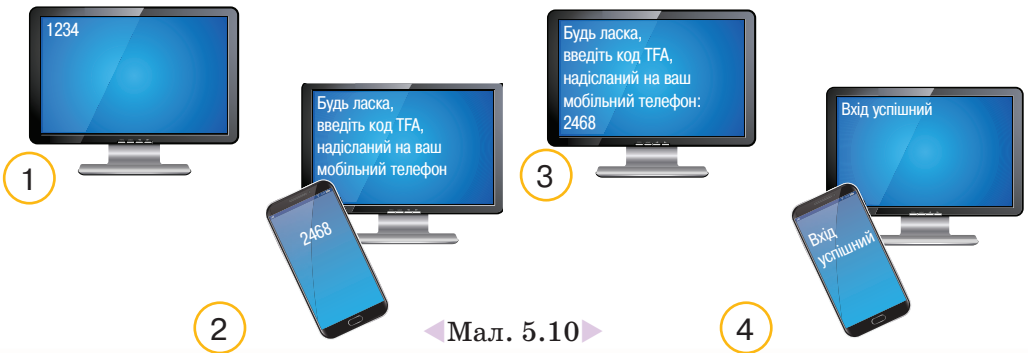 1234
1
Будь ласка,
введіть код TFA,
надісланий на ваш
мобільний телефон
2468
2
Будь ласка,
введіть код TFA,
надісланий на ваш
мобільний телефон:
2468
3
Вхід успішний
Вхід
успішний
4
Мал. 5.10